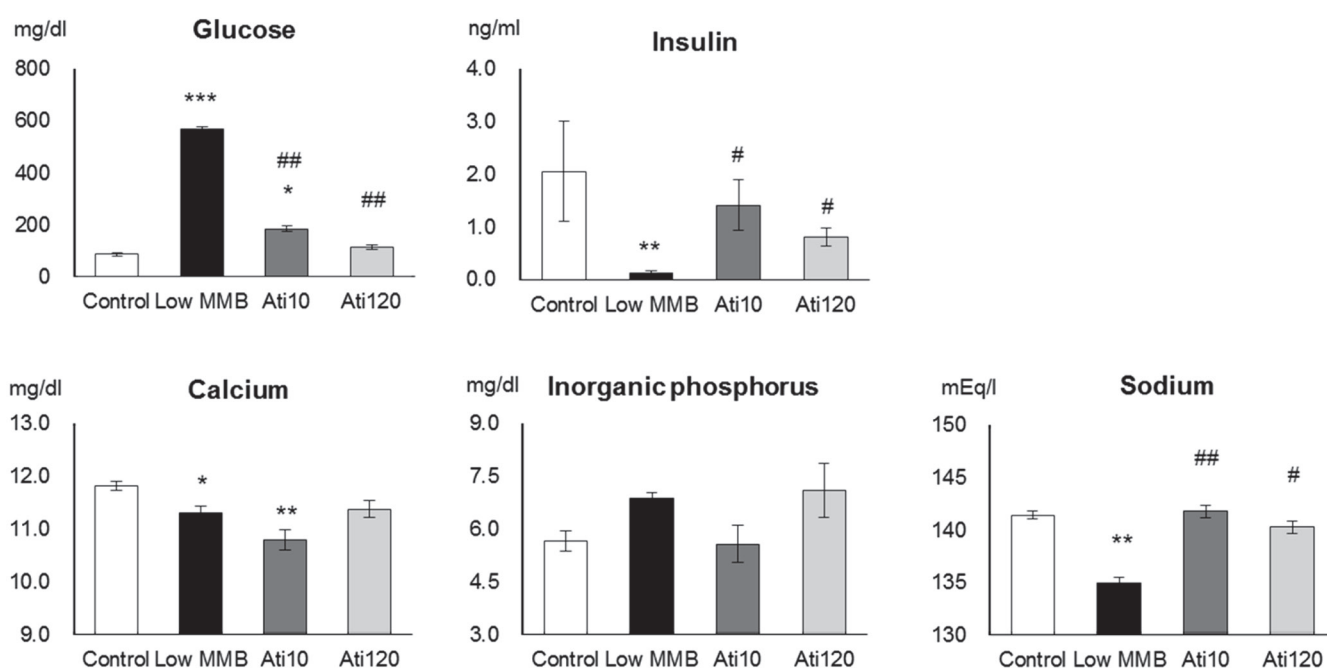 mg/dl
Glucose
800
600
400
200
0
***
##
*
##
Control Low MMB Ati10 Ati120
ng/ml
Insulin
4.0
3.0
2.0
1.0
0.0
**
#
#
Control Low MMB Ati10 Ati120
mg/dl
Calcium
13.0
12.0
11.0
10.0
9.0
*
**
Control Low MMB Ati10 Ati120
mg/dl
Inorganic phosphorus
9.0
7.5
6.0
4.5
3.0
Control Low MMB Ati10 Ati120
mEq/l
Sodium
150
145
140
135
130
**
##
#
Control Low MMB Ati10 Ati120